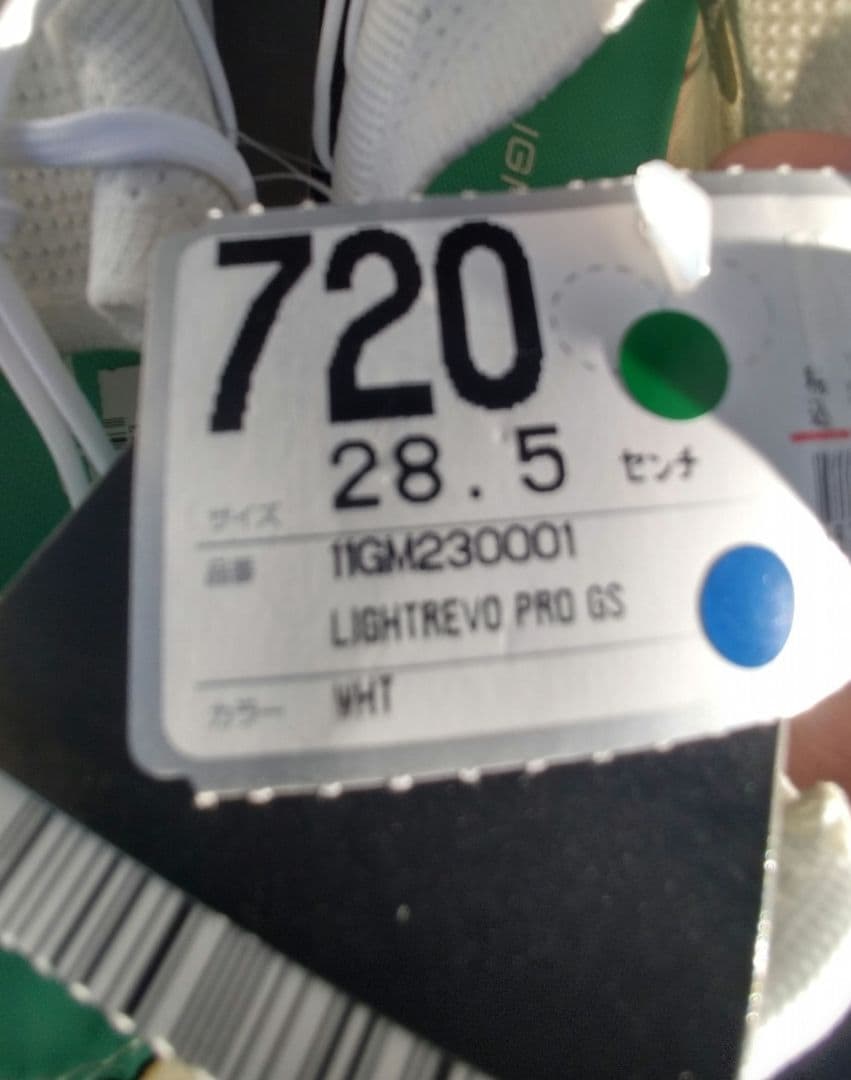 720
サイズ 28.5 センチ
品番 11GM230001
LIGHTREVO PRO GS
カラー WHT